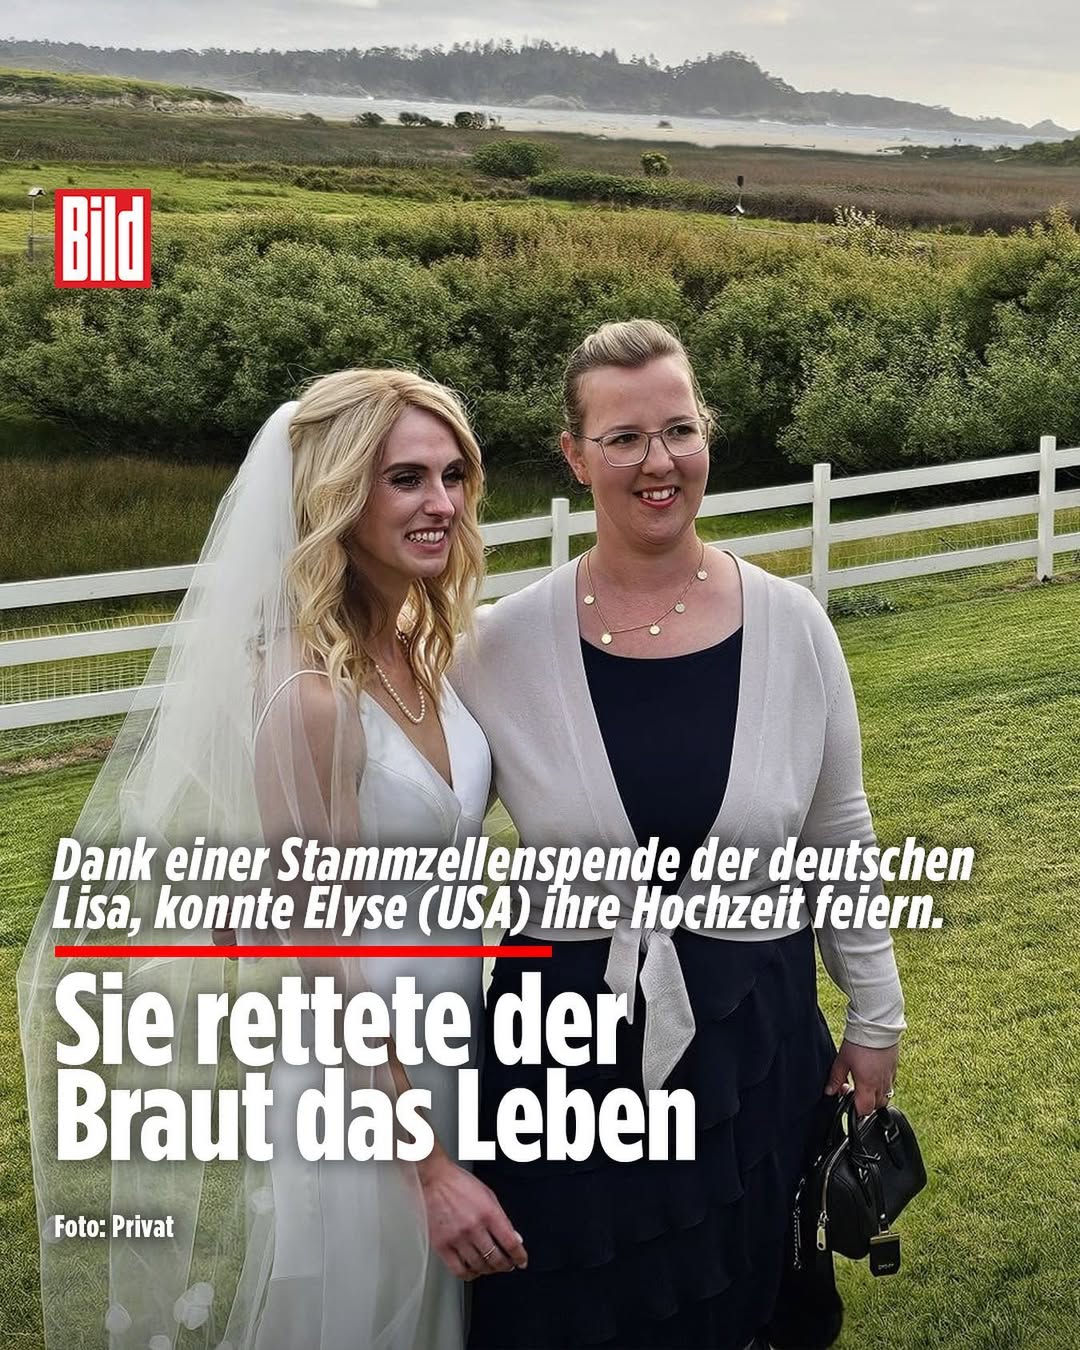 Bild
Dank einer Stammzellenspende der deutschen
Lisa, konnte Elyse (USA) ihre Hochzeit feiern.
Sie rettete der
Braut das Leben
Foto: Privat